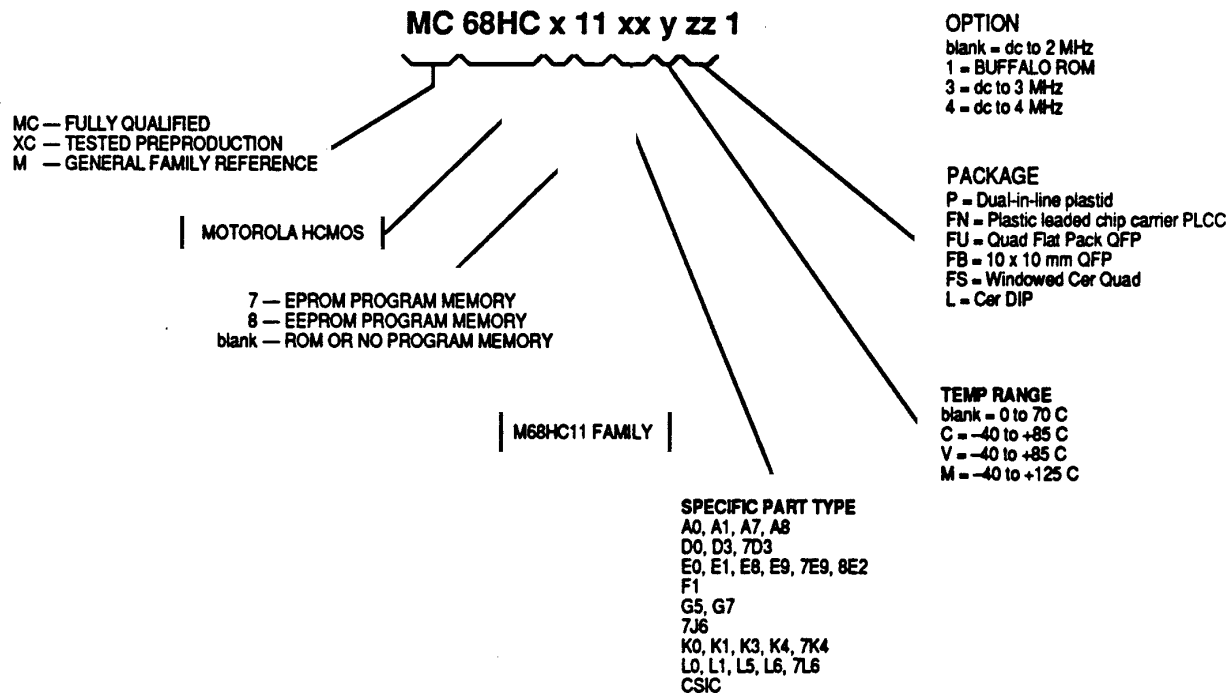 MC 68HC x 11 xx y zz 1
MC — FULLY QUALIFIED
XC — TESTED PREPRODUCTION
M — GENERAL FAMILY REFERENCE
MOTOROLA HCMOS
7 — EPROM PROGRAM MEMORY
8 — EEPROM PROGRAM MEMORY
blank — ROM OR NO PROGRAM MEMORY
M68HC11 FAMILY
SPECIFIC PART TYPE
A0, A1, A7, A8
D0, D3, 7D3
E0, E1, E8, E9, 7E9, 8E2
F1
G5, G7
7J6
K0, K1, K3, K4, 7K4
L0, L1, L5, L6, 7L6
CSIC
TEMP RANGE
blank = 0 to 70 C
C = –40 to +85 C
V = –40 to +85 C
M = –40 to +125 C
PACKAGE
P = Dual-in-line plastid
FN = Plastic leaded chip carrier PLCC
FU = Quad Flat Pack QFP
FB = 10 x 10 mm QFP
FS = Windowed Cer Quad
L = Cer DIP
OPTION
blank = dc to 2 MHz
1 = BUFFALO ROM
3 = dc to 3 MHz
4 = dc to 4 MHz